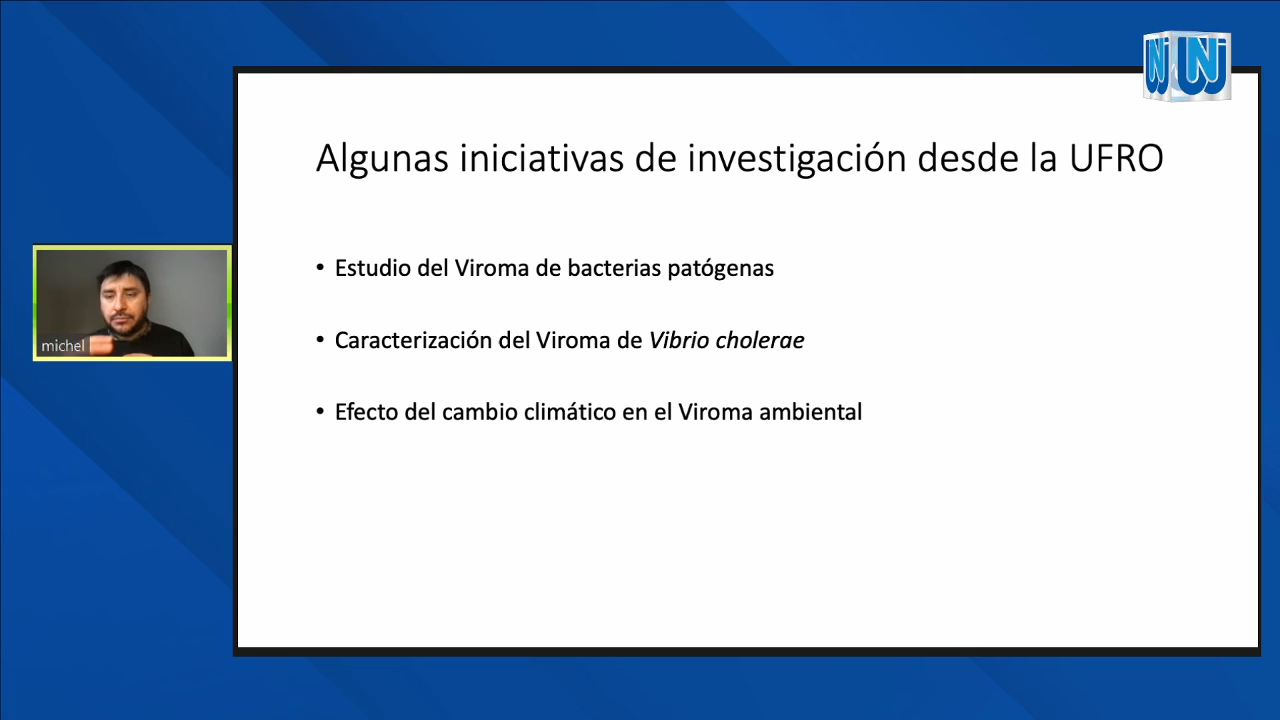 Algunas iniciativas de investigación desde la UFRO
• Estudio del Viroma de bacterias patógenas
• Caracterización del Viroma de Vibrio cholerae
• Efecto del cambio climático en el Viroma ambiental
michel